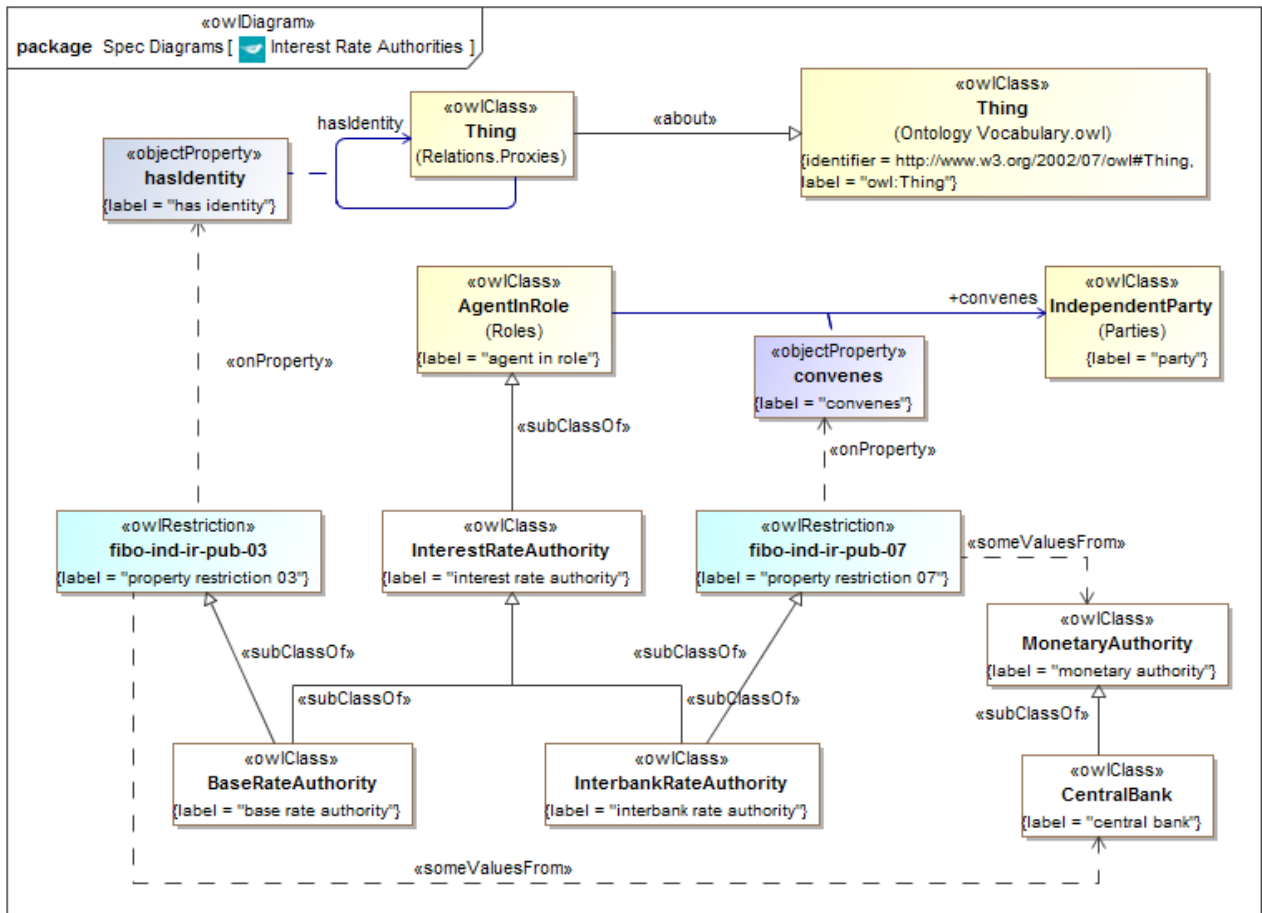 «owlDiagram»
package Spec Diagrams [ Interest Rate Authorities ]
«owlClass»
Thing
(Relations.Proxies)
hasIdentity
«about»
«owlClass»
Thing
(Ontology Vocabulary.owl)
{identifier = http://www.w3.org/2002/07/owl#Thing,
label = "owl:Thing"}
«objectProperty»
hasIdentity
{label = "has identity"}
«owlClass»
AgentInRole
(Roles)
{label = "agent in role"}
+convenes
«owlClass»
IndependentParty
(Parties)
{label = "party"}
«objectProperty»
convenes
{label = "convenes"}
«onProperty»
«subClassOf»
«onProperty»
«owlRestriction»
fibo-ind-ir-pub-03
{label = "property restriction 03"}
«owlClass»
InterestRateAuthority
{label = "interest rate authority"}
«owlRestriction»
fibo-ind-ir-pub-07
{label = "property restriction 07"}
«someValuesFrom»
«owlClass»
MonetaryAuthority
{label = "monetary authority"}
«subClassOf»
«subClassOf»
«subClassOf»
«subClassOf»
«subClassOf»
«owlClass»
BaseRateAuthority
{label = "base rate authority"}
«owlClass»
InterbankRateAuthority
{label = "interbank rate authority"}
«owlClass»
CentralBank
{label = "central bank"}
«someValuesFrom»